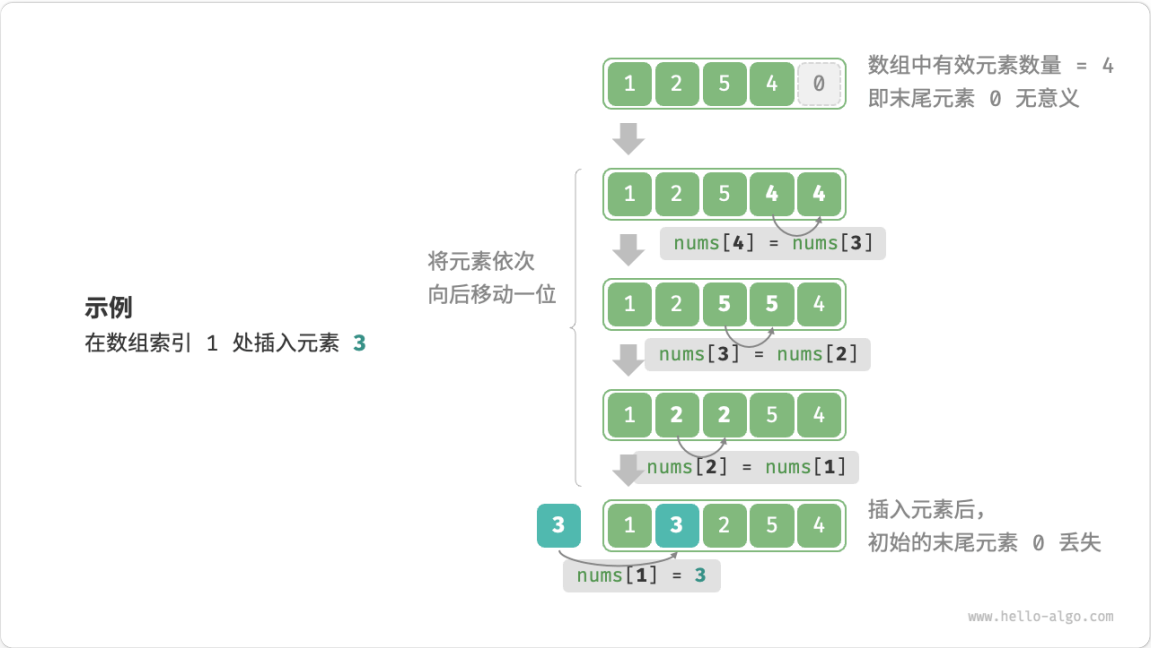 1 2 5 4 0
数组中有效元素数量 = 4
即末尾元素 0 无意义
1 2 5 4 4
nums[4] = nums[3]
将元素依次
向后移动一位
1 2 5 5 4
示例
在数组索引 1 处插入元素 3
nums[3] = nums[2]
1 2 2 5 4
nums[2] = nums[1]
3 1 3 2 5 4
插入元素后，
初始的末尾元素 0 丢失
nums[1] = 3
www.hello-algo.com